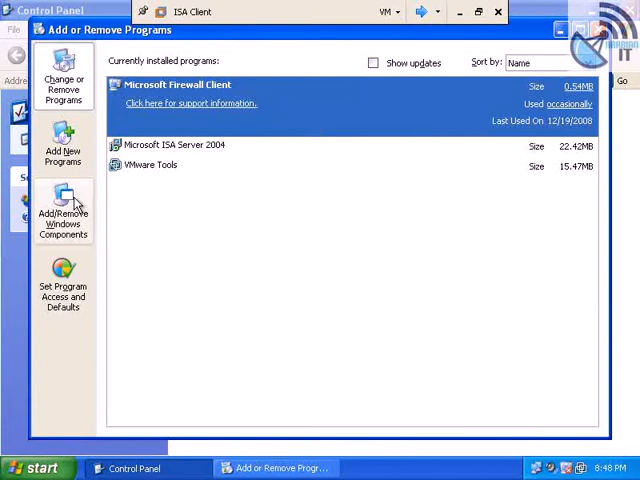 Control Panel
ISA Client
VM
File
Add or Remove Programs
IT
Addre
Go
Change or
Remove
Programs
Currently installed programs:
Show updates
Sort by:
Name
Microsoft Firewall Client
Size
0.54MB
Click here for support information.
Used
occasionally
Last Used On
12/19/2008
Add New
Programs
Microsoft ISA Server 2004
Size
22.42MB
VMware Tools
Size
15.47MB
Add/Remove
Windows
Components
Set Program
Access and
Defaults
start
Control Panel
Add or Remove Progr...
8:48 PM